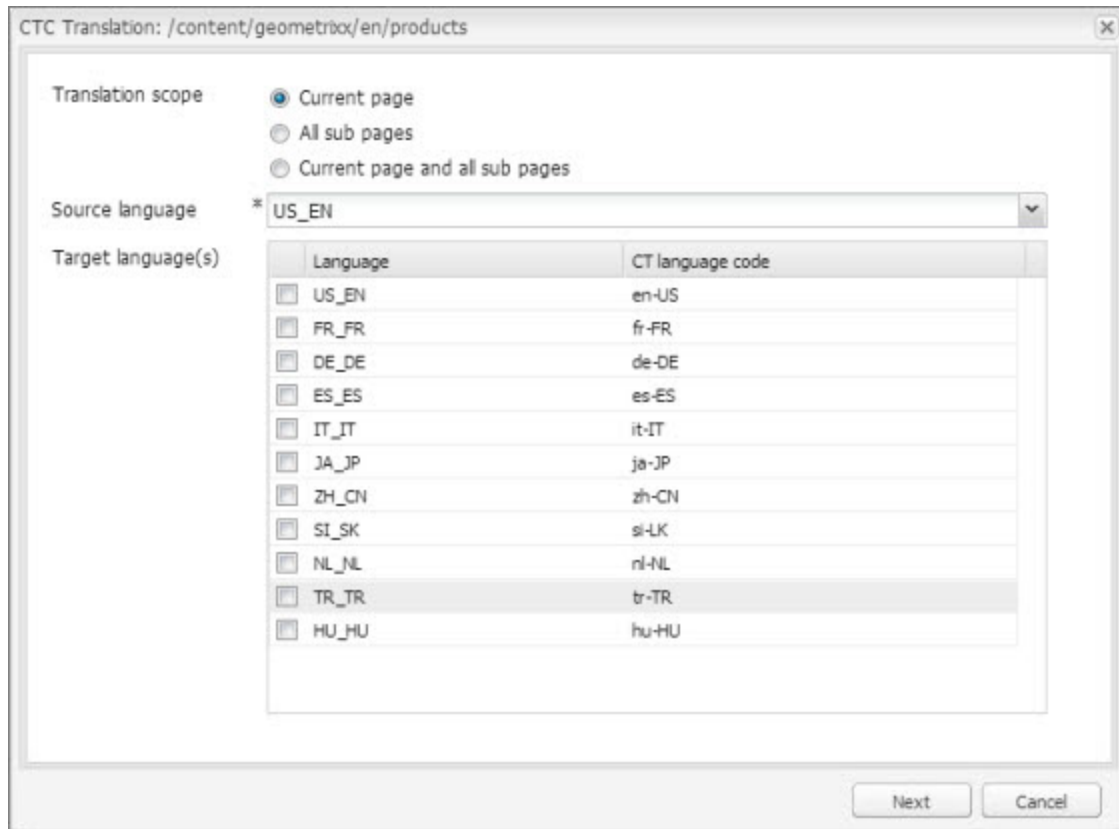 CTC Translation: /content/geometrixx/en/products
Translation scope
Current page
All sub pages
Current page and all sub pages
Source language * US_EN
Target language(s)
Language CT language code
US_EN en-US
FR_FR fr-FR
DE_DE de-DE
ES_ES es-ES
IT_IT it-IT
JA_JP ja-JP
ZH_CN zh-CN
SI_SK si-LK
NL_NL nl-NL
TR_TR tr-TR
HU_HU hu-HU
Next Cancel